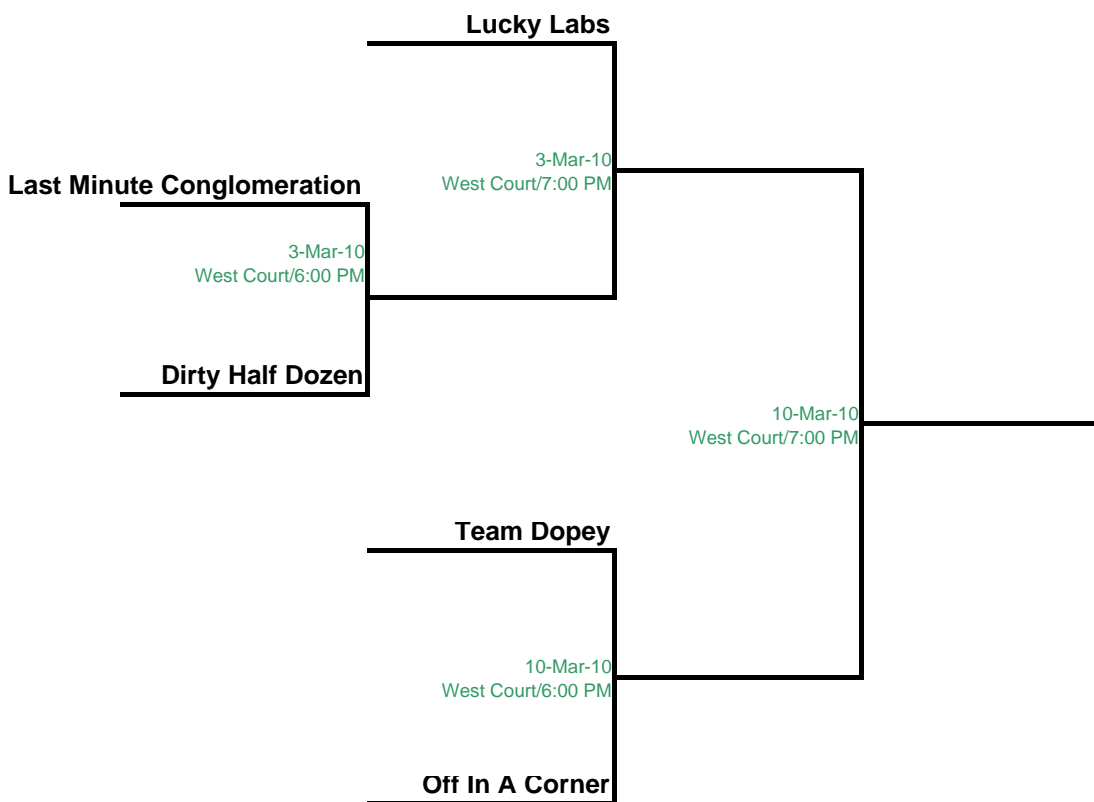 Lucky Labs
3-Mar-10
West Court/7:00 PM
Last Minute Conglomeration
3-Mar-10
West Court/6:00 PM
Dirty Half Dozen
10-Mar-10
West Court/7:00 PM
Team Dopey
10-Mar-10
West Court/6:00 PM
Off In A Corner